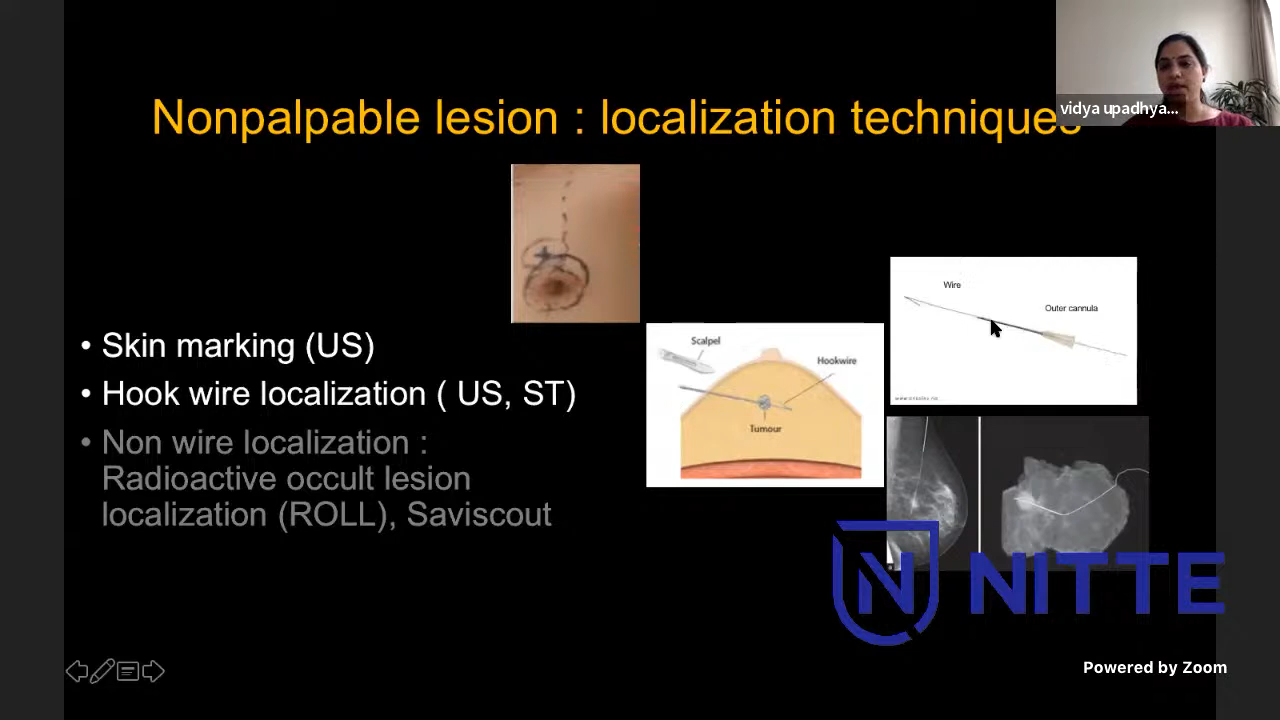 Nonpalpable lesion : localization techniques
vidya upadhya...
Wire
Outer cannula
• Skin marking (US)
• Hook wire localization ( US, ST)
• Non wire localization :
Radioactive occult lesion
localization (ROLL), Saviscout
Scalpel
Hookwire
Tumour
N NITTE
Powered by Zoom